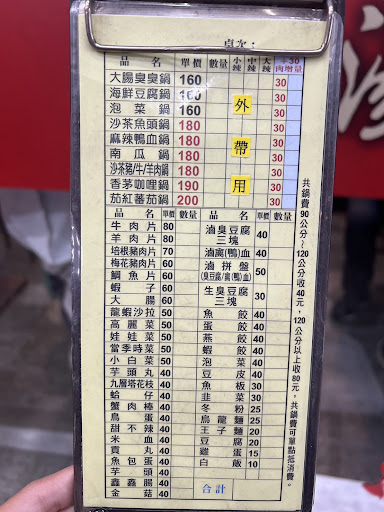 桌次：
品 名 單價 數量 小辣 中辣 大辣 +30肉增量
大腸臭臭鍋 160 30
海鮮豆腐鍋 160 30
泡菜鍋 160 30
沙茶魚頭鍋 180 30
麻辣鴨血鍋 180 30
南瓜鍋 180 30
沙茶豬/牛/羊肉鍋 180 30
香茅咖哩鍋 190 30
茄紅蕃茄鍋 200 30
外帶用
品 名 單價 數量 品 名 單價 數量
牛肉片 80 滷臭豆腐三塊 40
羊肉片 80
培根豬肉片 70 滷禽(鴨)血 40
梅花豬肉片 60 滷拼盤(臭豆腐/禽(鴨)血) 50
鯛魚片 60
蝦子 60 生臭豆腐三塊 30
大腸 60
龍蝦沙拉 50 魚餃 40
高麗菜 50 蛋餃 40
娃娃菜 50 燕餃 40
當季時菜 50 蝦餃 40
小白菜 50 泡菜 40
芋頭丸 40 豆皮 40
九層塔花枝 40 魚板 30
蛤仔 40 韭菜 30
蟹肉棒 40 冬粉 25
鳥蛋 40 王子麵 20
甜不辣 40 豆腐 20
米血 40 雞蛋 15
貢丸 40 白飯 10
魚包蛋 40
芋頭 40
鑫鑫腸 40
金菇 40
合計
共鍋費90公分~120公分收40元，120公分以上收80元。共鍋費可單點抵消費。